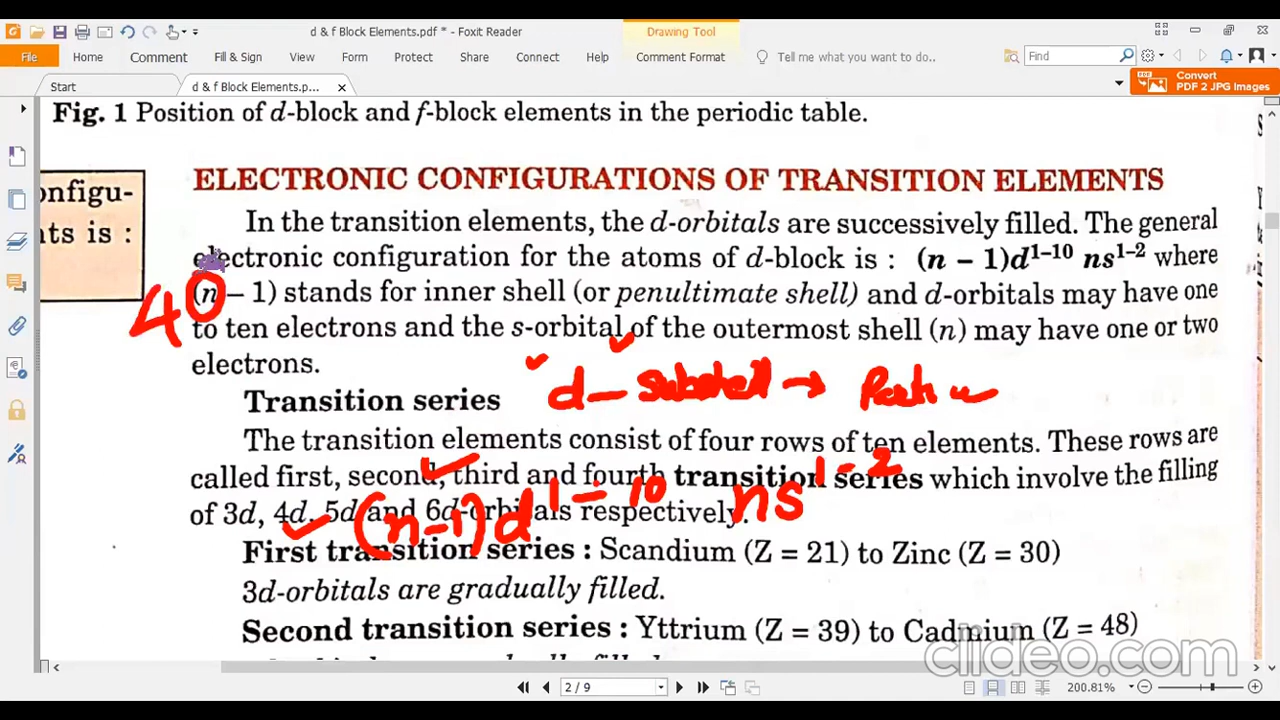 d & f Block Elements.pdf * - Foxit Reader
Drawing Tool
File Home Comment Fill & Sign View Form Protect Share Connect Help Comment Format Tell me what you want to do.. Find
Start
d & f Block Elements.p...
Convert
PDF 2 JPG Images
Fig. 1 Position of d-block and f-block elements in the periodic table.
onfigu-
nts is :
ELECTRONIC CONFIGURATIONS OF TRANSITION ELEMENTS
In the transition elements, the d-orbitals are successively filled. The general
electronic configuration for the atoms of d-block is : (n – 1)d¹⁻¹⁰ ns¹⁻² where
(n – 1) stands for inner shell (or penultimate shell) and d-orbitals may have one
40
to ten electrons and the s-orbital of the outermost shell (n) may have one or two
electrons.
d – Subshell →
Transition series
The transition elements consist of four rows of ten elements. These rows are
called first, second, third and fourth transition series which involve the filling
(n-1) d¹⁻¹⁰ ns¹⁻²
of 3d, 4d, 5d and 6d-orbitals respectively.
First transition series : Scandium (Z = 21) to Zinc (Z = 30)
3d-orbitals are gradually filled.
Second transition series : Yttrium (Z = 39) to Cadmium (Z = 48)
clideo.com
2 / 9
200.81%